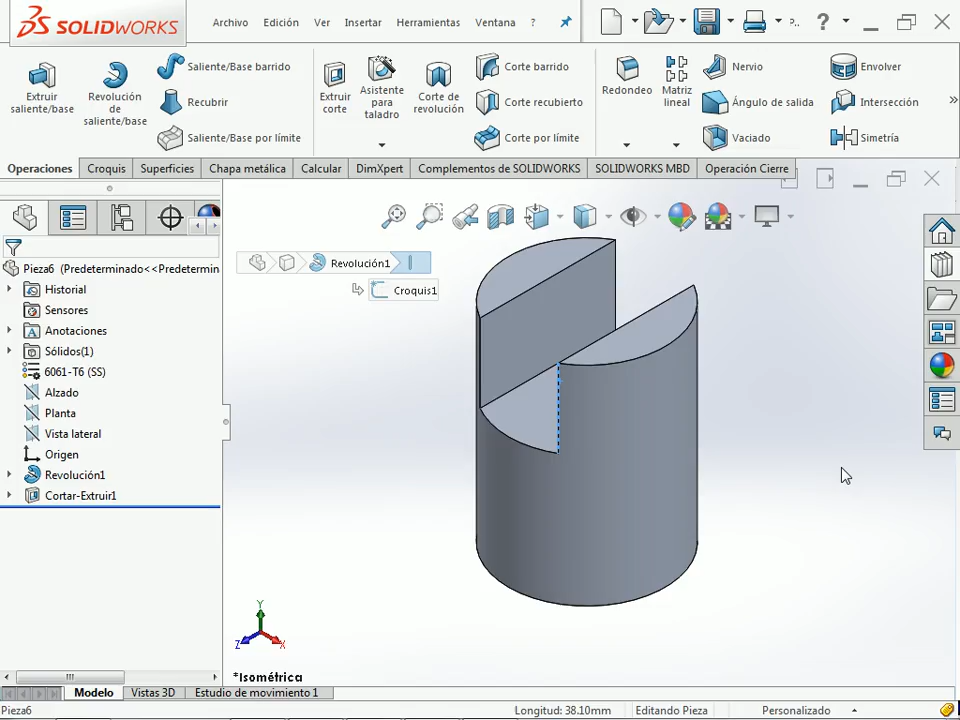 SOLIDWORKS
Archivo Edición Ver Insertar Herramientas Ventana ? P.. ?
Extruir saliente/base
Revolución de saliente/base
Saliente/Base barrido
Recubrir
Saliente/Base por límite
Extruir corte
Asistente para taladro
Corte de revolución
Corte barrido
Corte recubierto
Corte por límite
Redondeo
Matriz lineal
Nervio
Ángulo de salida
Vaciado
Envolver
Intersección
Simetría
Operaciones Croquis Superficies Chapa metálica Calcular DimXpert Complementos de SOLIDWORKS SOLIDWORKS MBD Operación Cierre
Pieza6 (Predeterminado<<Predetermin
Historial
Sensores
Anotaciones
Sólidos(1)
6061-T6 (SS)
Alzado
Planta
Vista lateral
Origen
Revolución1
Cortar-Extruir1
Revolución1
Croquis1
Y
Z
X
*Isométrica
Modelo Vistas 3D Estudio de movimiento 1
Pieza6 Longitud: 38.10mm Editando Pieza Personalizado